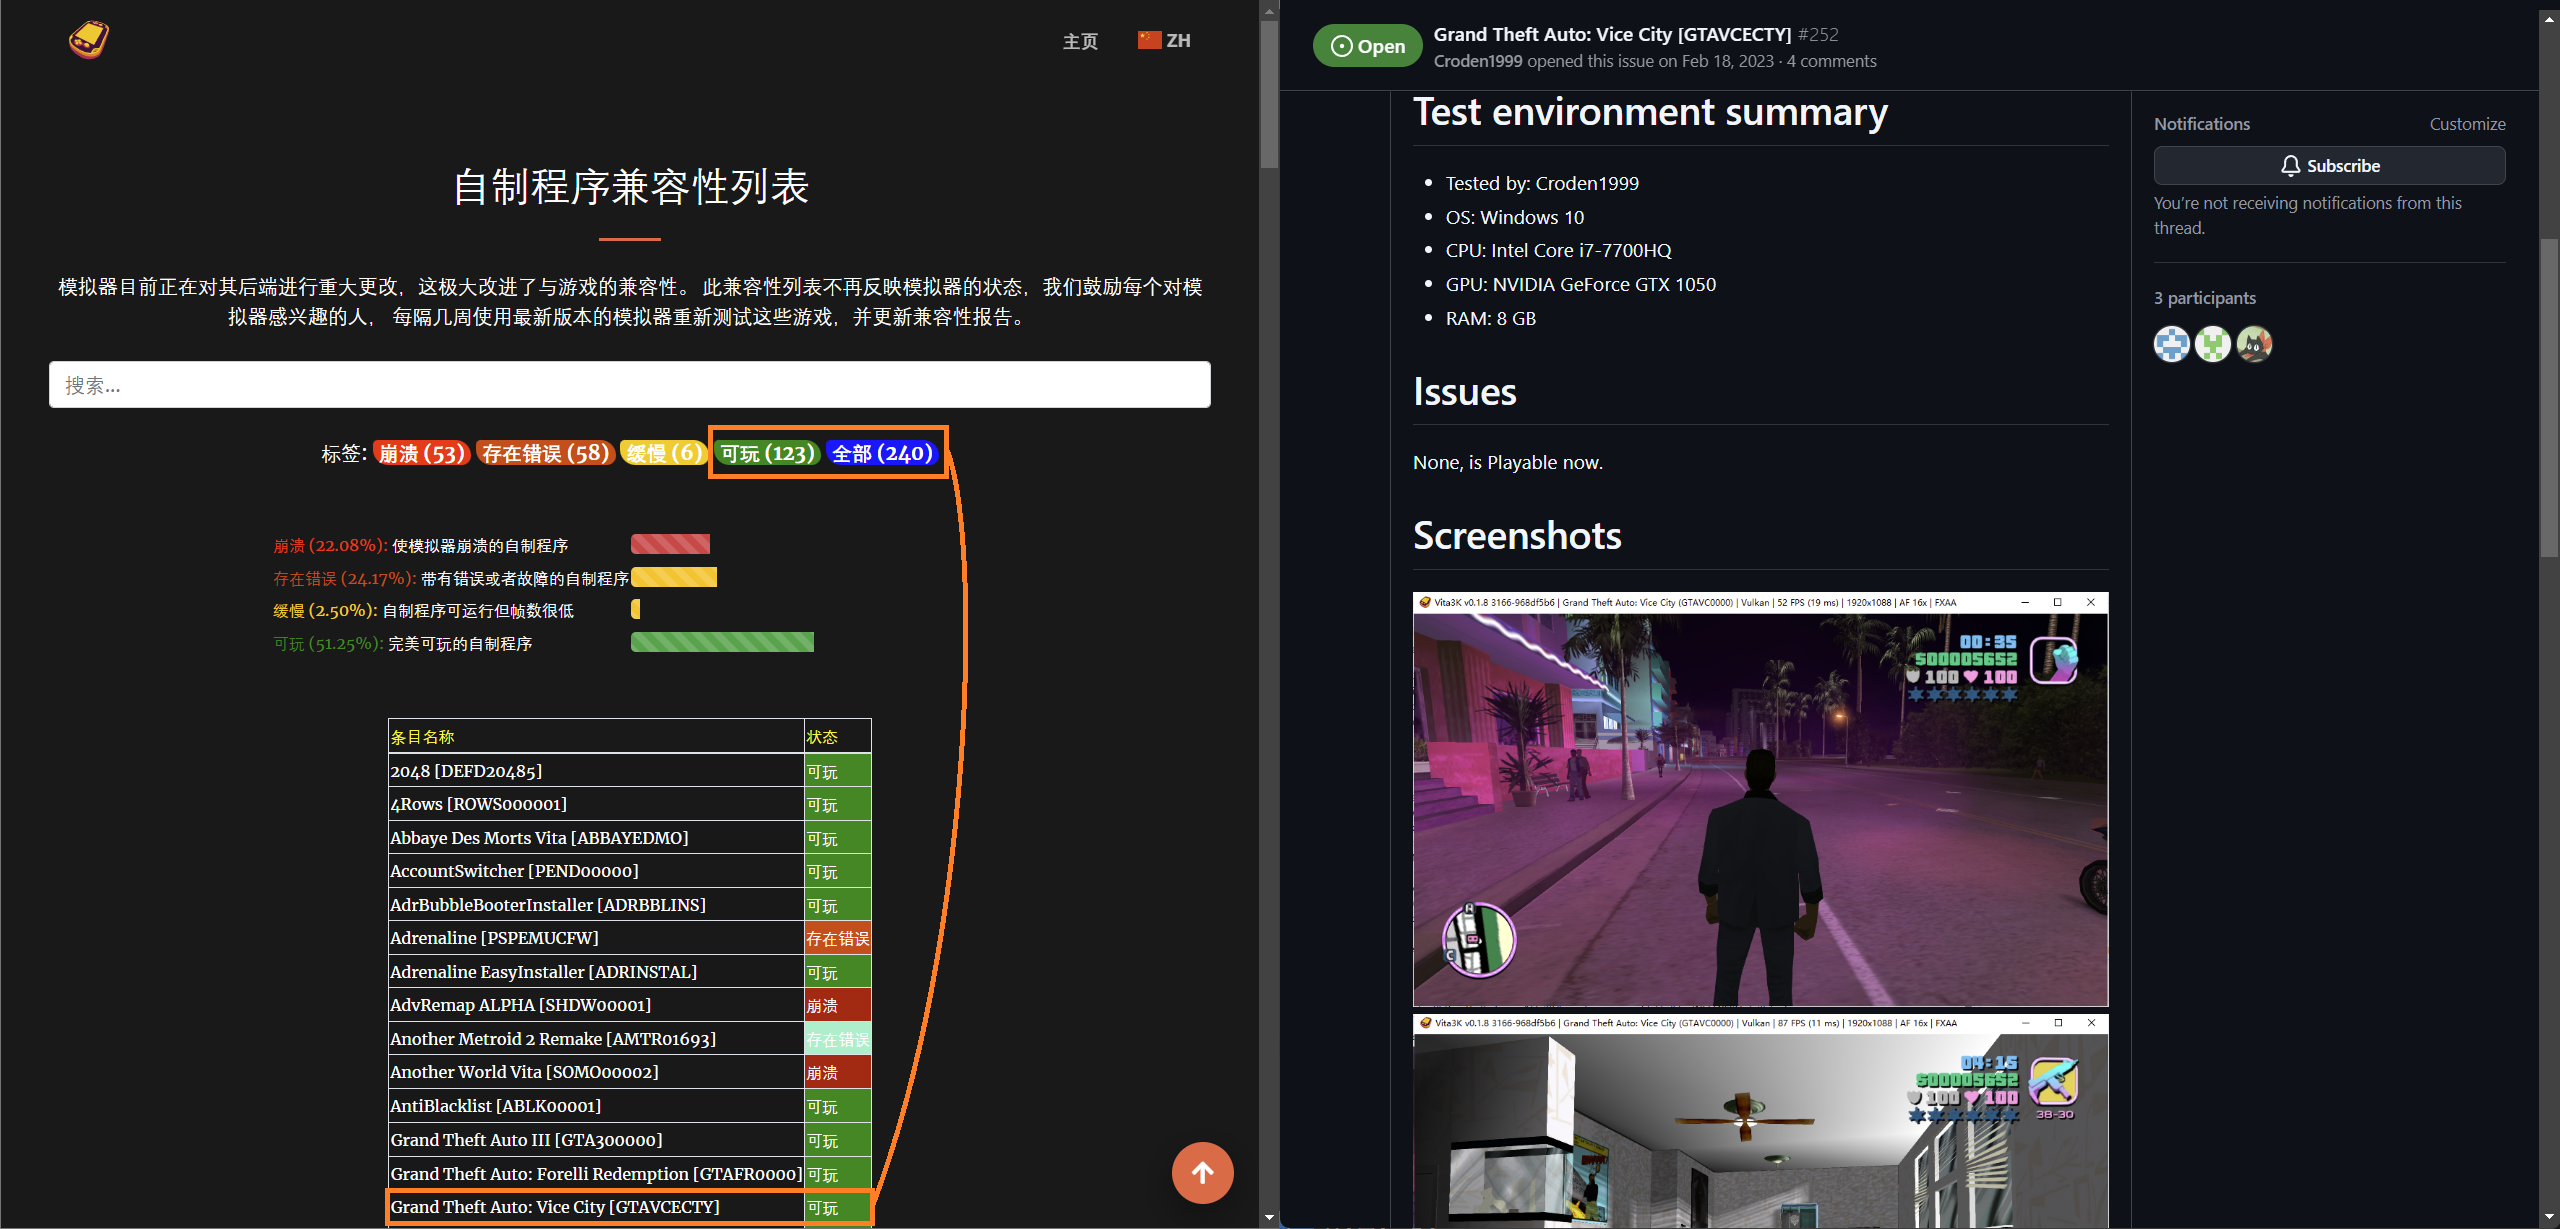 主页
ZH
自制程序兼容性列表
模拟器目前正在对其后端进行重大更改，这极大改进了与游戏的兼容性。 此兼容性列表不再反映模拟器的状态，我们鼓励每个对模
拟器感兴趣的人， 每隔几周使用最新版本的模拟器重新测试这些游戏，并更新兼容性报告。
搜索...
标签: 崩溃 (53) 存在错误 (58) 缓慢 (6) 可玩 (123) 全部 (240)
崩溃 (22.08%): 使模拟器崩溃的自制程序
存在错误 (24.17%): 带有错误或者故障的自制程序
缓慢 (2.50%): 自制程序可运行但帧数很低
可玩 (51.25%): 完美可玩的自制程序
条目名称 状态
2048 [DEFD20485] 可玩
4Rows [ROWS00001] 可玩
Abbaye Des Morts Vita [ABBAYEDMO] 可玩
AccountSwitcher [PEND00000] 可玩
AdrBubbleBooterInstaller [ADRBBLINS] 可玩
Adrenaline [PSPEMUCFW] 存在错误
Adrenaline EasyInstaller [ADRINSTAL] 可玩
AdvRemap ALPHA [SHDW00001] 崩溃
Another Metroid 2 Remake [AMTR01693] 存在错误
Another World Vita [SOMO00002] 崩溃
AntiBlacklist [ABLK00001] 可玩
Grand Theft Auto III [GTA300000] 可玩
Grand Theft Auto: Forelli Redemption [GTAFR0000] 可玩
Grand Theft Auto: Vice City [GTAVCECTY] 可玩
Open
Grand Theft Auto: Vice City [GTAVCECTY] #252
Croden1999 opened this issue on Feb 18, 2023 · 4 comments
Test environment summary
Tested by: Croden1999
OS: Windows 10
CPU: Intel Core i7-7700HQ
GPU: NVIDIA GeForce GTX 1050
RAM: 8 GB
Issues
None, is Playable now.
Screenshots
Vita3K v0.1.8 3166-968df5b6 | Grand Theft Auto: Vice City (GTAVC0000) | Vulkan | 52 FPS (19 ms) | 1920x1088 | AF 16x | FXAA
00:35
$00005652
100 100
A
C
Vita3K v0.1.8 3166-968df5b6 | Grand Theft Auto: Vice City (GTAVC0000) | Vulkan | 87 FPS (11 ms) | 1920x1088 | AF 16x | FXAA
04:15
$00005652
100 100
38-30
Notifications
Customize
Subscribe
You're not receiving notifications from this
thread.
3 participants